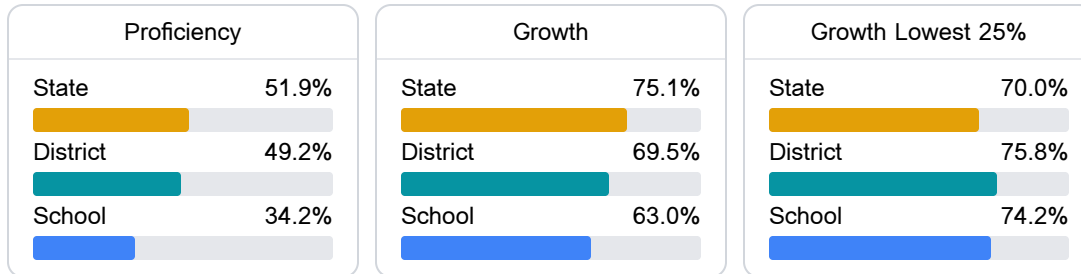 Proficiency
State 51.9%
District 49.2%
School 34.2%
Growth
State 75.1%
District 69.5%
School 63.0%
Growth Lowest 25%
State 70.0%
District 75.8%
School 74.2%